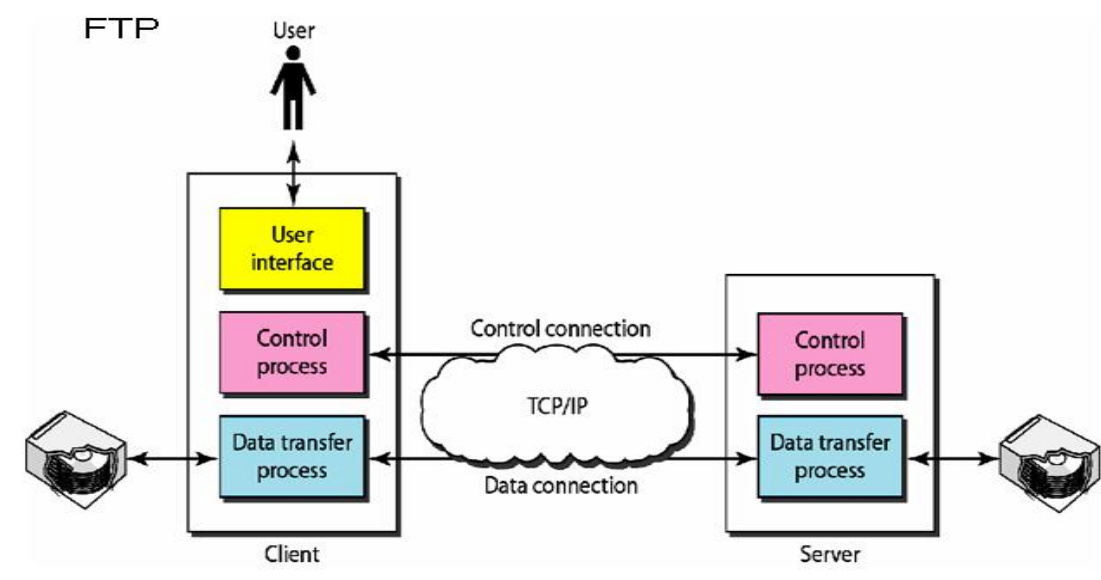 FTP
User
User
interface
Control
process
Control connection
Control
process
TCP/IP
Data transfer
process
Data connection
Data transfer
process
Client
Server